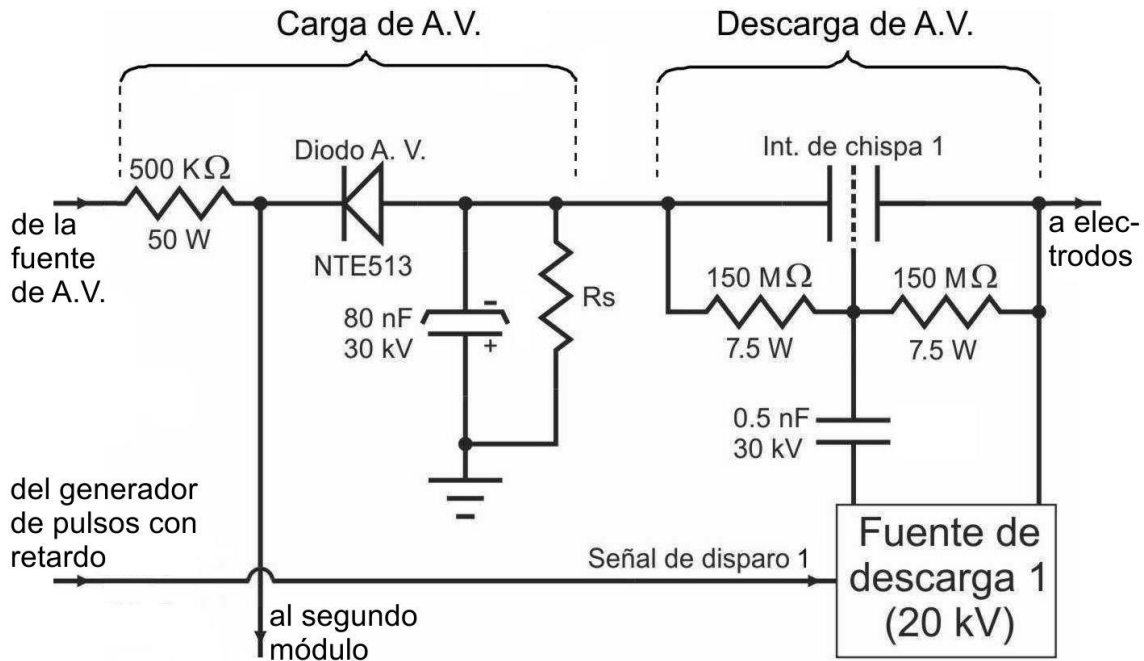 Carga de A.V.
Descarga de A.V.
500 KΩ
50 W
Diodo A. V.
NTE513
Int. de chispa 1
de la
fuente
de A.V.
a elec-
trodos
80 nF
30 kV
-
+
Rs
150 MΩ
7.5 W
150 MΩ
7.5 W
0.5 nF
30 kV
del generador
de pulsos con
retardo
Señal de disparo 1
Fuente de
descarga 1
(20 kV)
al segundo
módulo